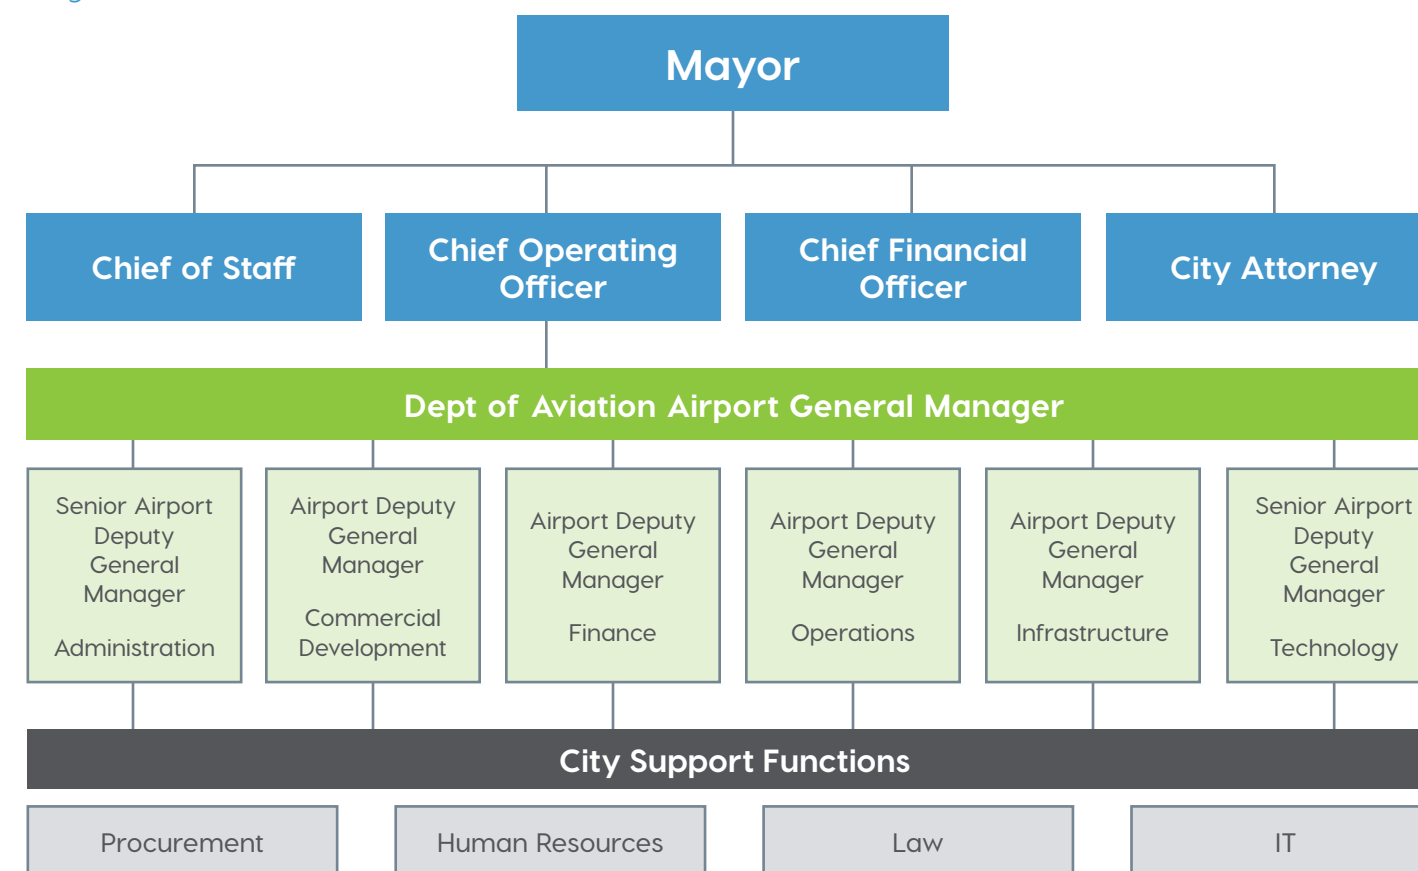 Mayor
Chief of Staff
Chief Operating
Officer
Chief Financial
Officer
City Attorney
Dept of Aviation Airport General Manager
Senior Airport
Deputy
General
Manager
Administration
Airport Deputy
General
Manager
Commercial
Development
Airport Deputy
General
Manager
Finance
Airport Deputy
General
Manager
Operations
Airport Deputy
General
Manager
Infrastructure
Senior Airport
Deputy
General
Manager
Technology
City Support Functions
Procurement
Human Resources
Law
IT